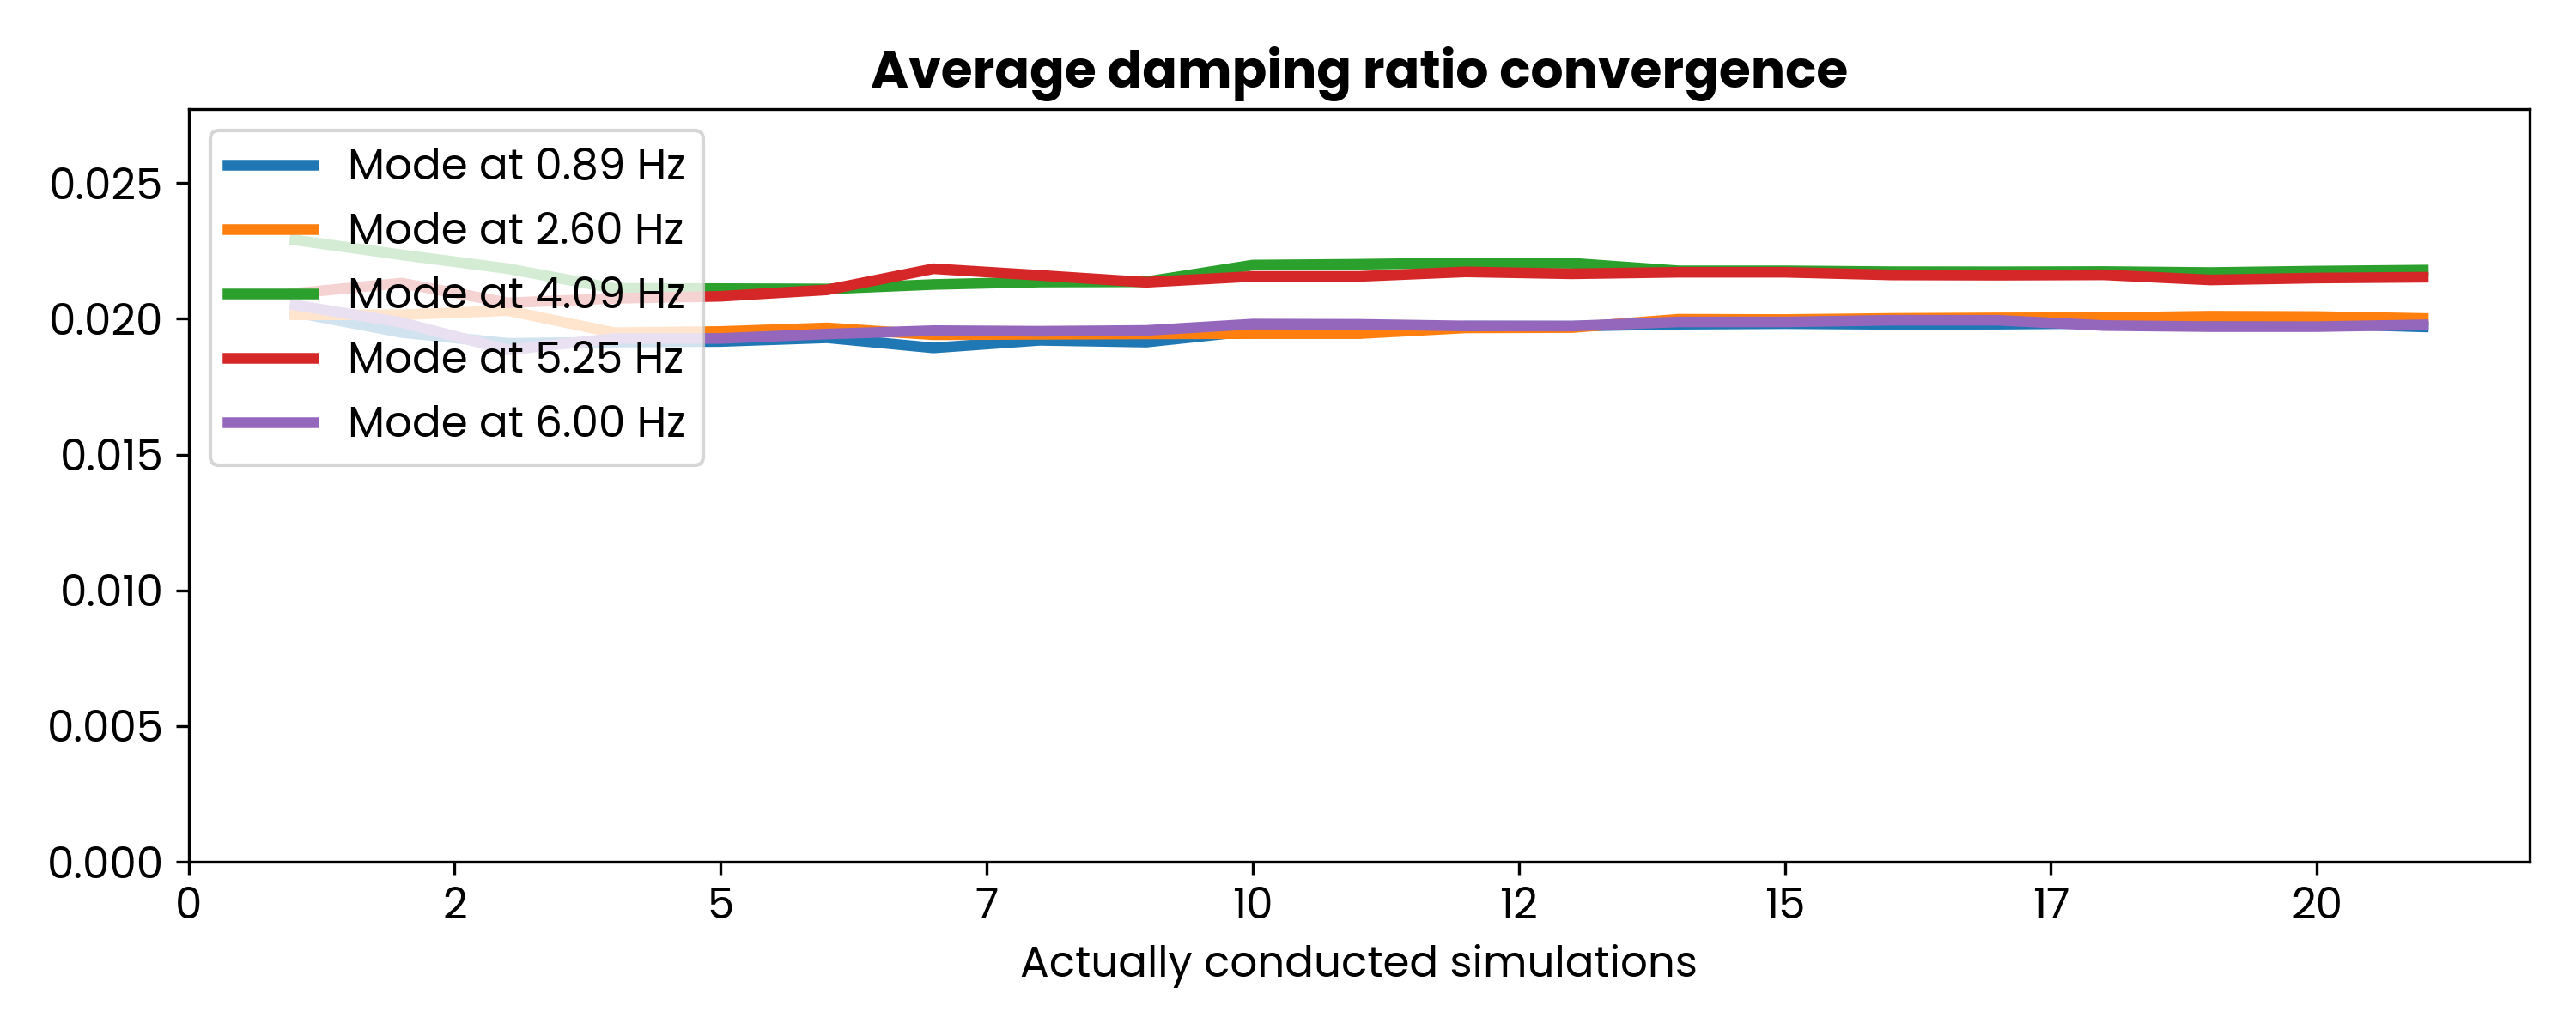 Average damping ratio convergence
Mode at 0.89 Hz
Mode at 2.60 Hz
Mode at 4.09 Hz
Mode at 5.25 Hz
Mode at 6.00 Hz
0.025
0.020
0.015
0.010
0.005
0.000
0 2 5 7 10 12 15 17 20
Actually conducted simulations